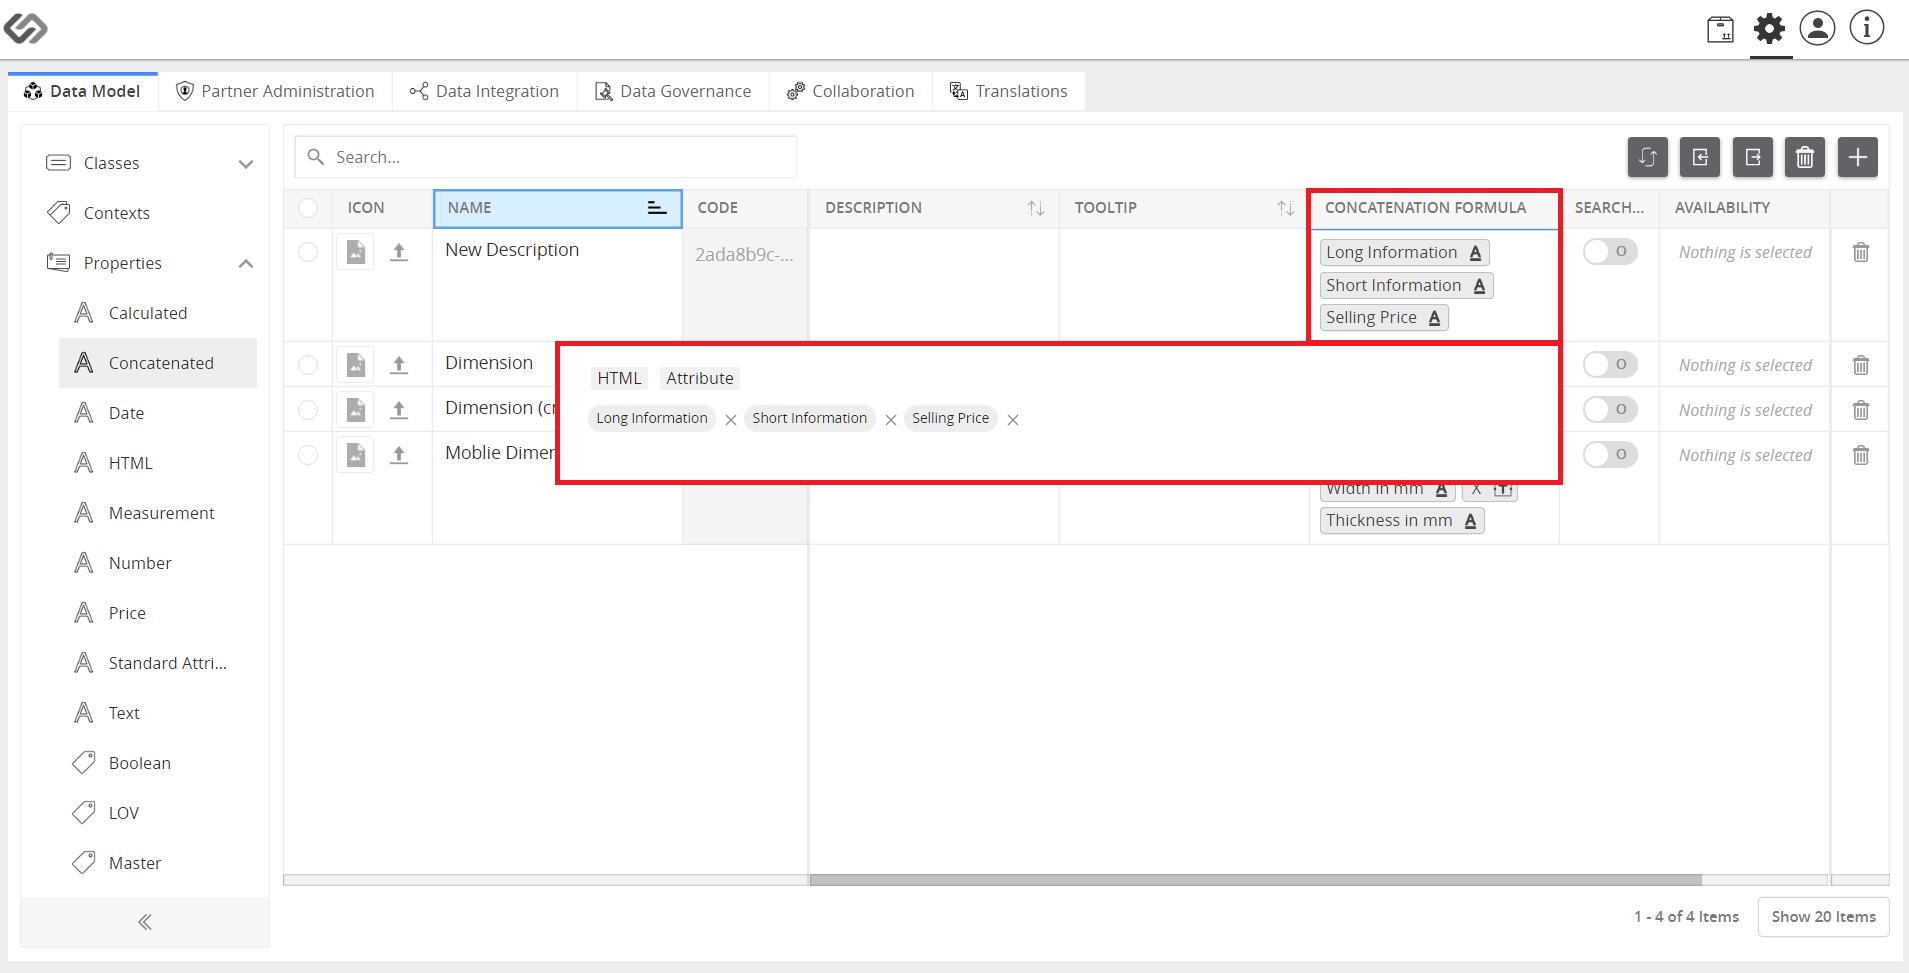 Data Model
Partner Administration
Data Integration
Data Governance
Collaboration
Translations
Classes
Contexts
Properties
Calculated
Concatenated
Date
HTML
Measurement
Number
Price
Standard Attri...
Text
Boolean
LOV
Master
Search...
ICON NAME CODE DESCRIPTION TOOLTIP CONCATENATION FORMULA SEARCH... AVAILABILITY
New Description 2ada8b9c-... Long Information A O Nothing is selected
Short Information A
Selling Price A
Dimension O Nothing is selected
HTML Attribute
Dimension (cr O Nothing is selected
Long Information Short Information Selling Price
Moblie Dimen O Nothing is selected
Width in mm A X T
Thickness in mm A
1 - 4 of 4 Items Show 20 Items